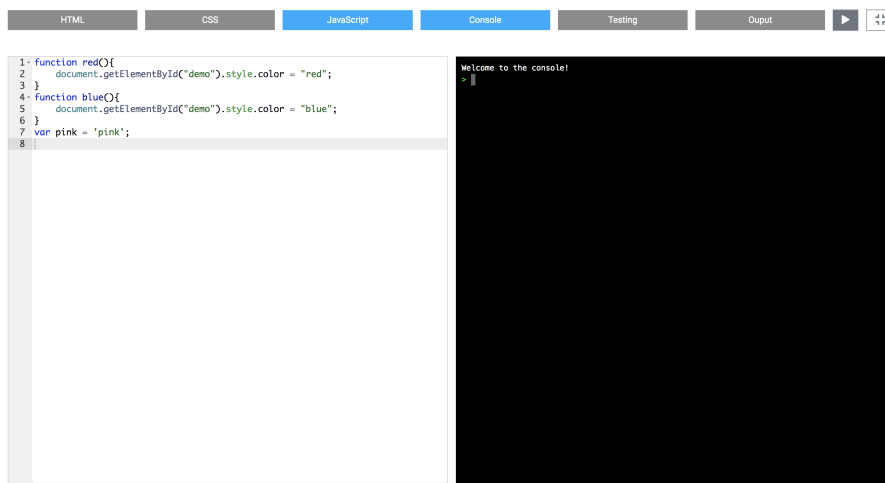 HTML CSS JavaScript Console Testing Ouput
1 function red(){
2     document.getElementById("demo").style.color = "red";
3 }
4 function blue(){
5     document.getElementById("demo").style.color = "blue";
6 }
7 var pink = 'pink';
8
Welcome to the console!
>